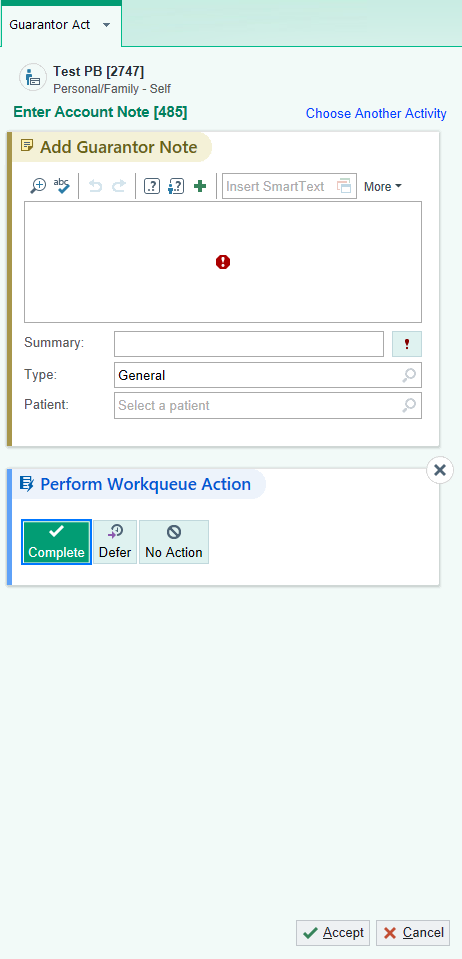 Guarantor Act
Test PB [2747]
Personal/Family - Self
Enter Account Note [485]
Choose Another Activity
Add Guarantor Note
abc
.?
.?
Insert SmartText
More
Summary:
Type:
General
Patient:
Select a patient
Perform Workqueue Action
Complete
Defer
No Action
Accept
Cancel